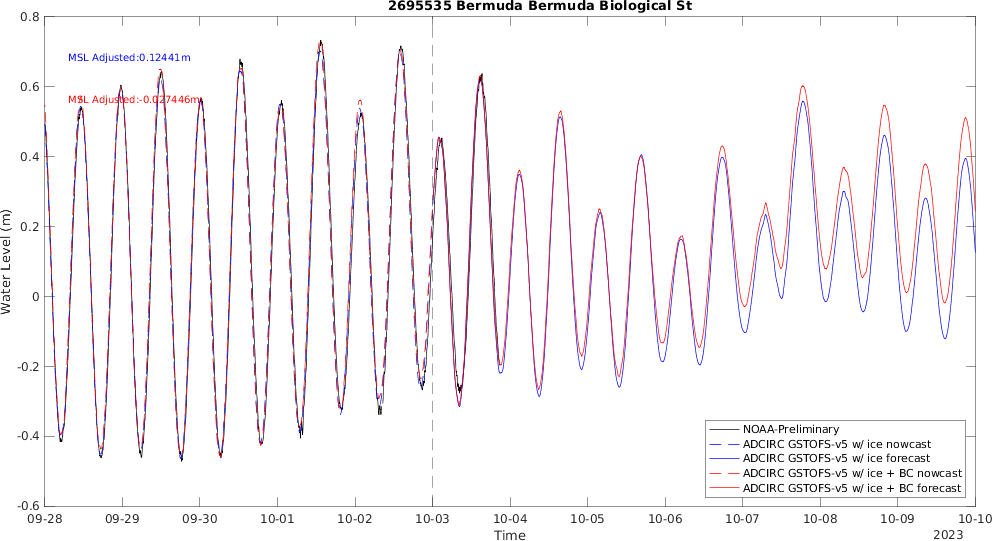 2695535 Bermuda Bermuda Biological St
0.8
MSL Adjusted:0.12441m
0.6
MSL Adjusted:-0.027446m
0.4
0.2
Water Level (m)
0
-0.2
-0.4
-0.6
NOAA-Preliminary
ADCIRC GSTOFS-v5 w/ ice nowcast
ADCIRC GSTOFS-v5 w/ ice forecast
ADCIRC GSTOFS-v5 w/ ice + BC nowcast
ADCIRC GSTOFS-v5 w/ ice + BC forecast
09-28 09-29 09-30 10-01 10-02 10-03 10-04 10-05 10-06 10-07 10-08 10-09 10-10
Time
2023